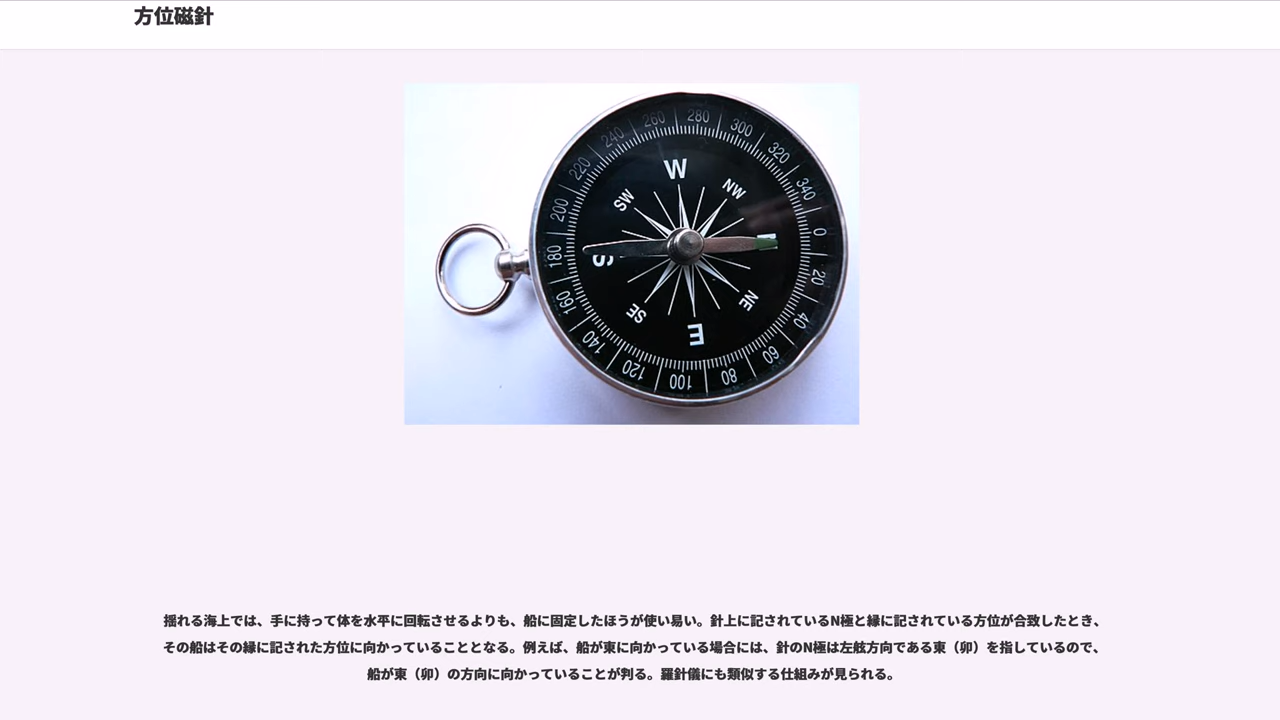 方位磁針
260
280
240
300
220
W
320
SW
NW
340
200
0
180
S
20
160
SE
NE
40
140
E
60
120
100
80
揺れる海上では、手に持って体を水平に回転させるよりも、船に固定したほうが使い易い。針上に記されているN極と縁に記されている方位が合致したとき、
その船はその縁に記された方位に向かっていることとなる。例えば、船が東に向かっている場合には、針のN極は左舷方向である東（卯）を指しているので、
船が東（卯）の方向に向かっていることが判る。羅針儀にも類似する仕組みが見られる。